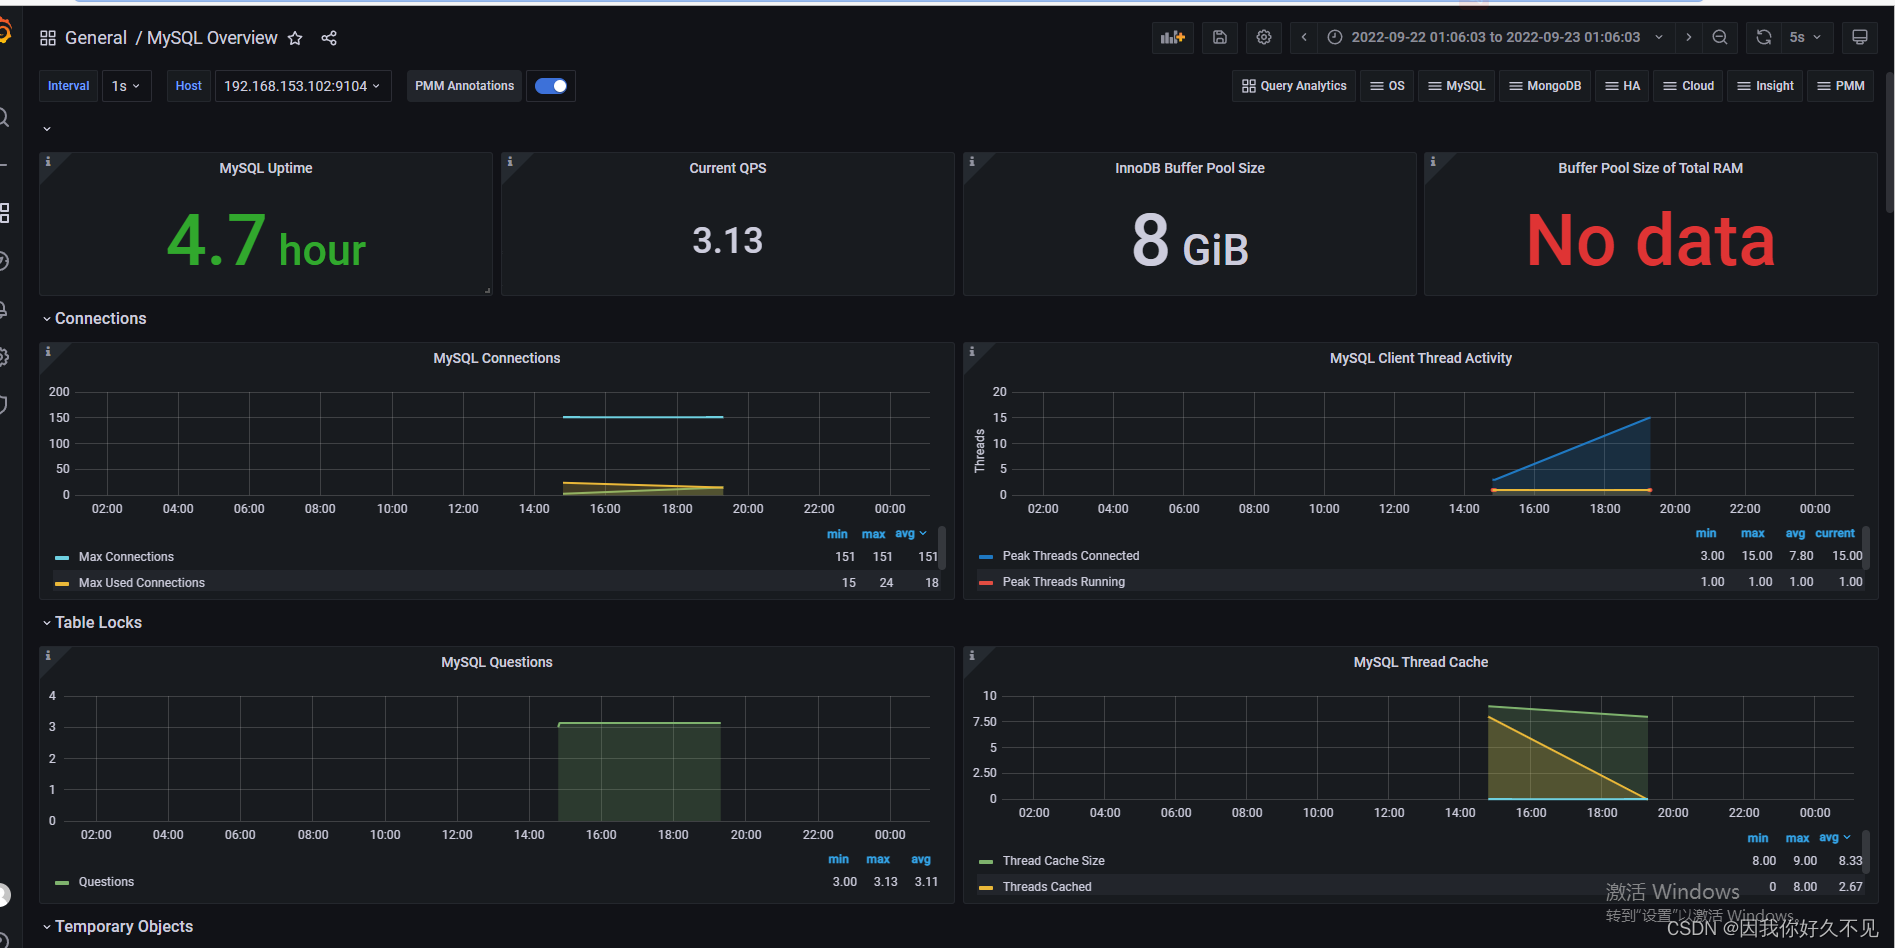 General / MySQL Overview
2022-09-22 01:06:03 to 2022-09-23 01:06:03
5s
Interval 1s Host 192.168.153.102:9104 PMM Annotations
Query Analytics OS MySQL MongoDB HA Cloud Insight PMM
MySQL Uptime
4.7 hour
Current QPS
3.13
InnoDB Buffer Pool Size
8 GiB
Buffer Pool Size of Total RAM
No data
Connections
MySQL Connections
200
150
100
50
0
02:00 04:00 06:00 08:00 10:00 12:00 14:00 16:00 18:00 20:00 22:00 00:00
min max avg
Max Connections 151 151 151
Max Used Connections 15 24 18
MySQL Client Thread Activity
Threads
20
15
10
5
0
02:00 04:00 06:00 08:00 10:00 12:00 14:00 16:00 18:00 20:00 22:00 00:00
min max avg current
Peak Threads Connected 3.00 15.00 7.80 15.00
Peak Threads Running 1.00 1.00 1.00 1.00
Table Locks
MySQL Questions
4
3
2
1
0
02:00 04:00 06:00 08:00 10:00 12:00 14:00 16:00 18:00 20:00 22:00 00:00
min max avg
Questions 3.00 3.13 3.11
MySQL Thread Cache
10
7.50
5
2.50
0
02:00 04:00 06:00 08:00 10:00 12:00 14:00 16:00 18:00 20:00 22:00 00:00
min max avg
Thread Cache Size 8.00 9.00 8.33
Threads Cached 0 8.00 2.67
Temporary Objects
激活 Windows
转到"设置"以激活 Windows。
CSDN @因我你好久不见